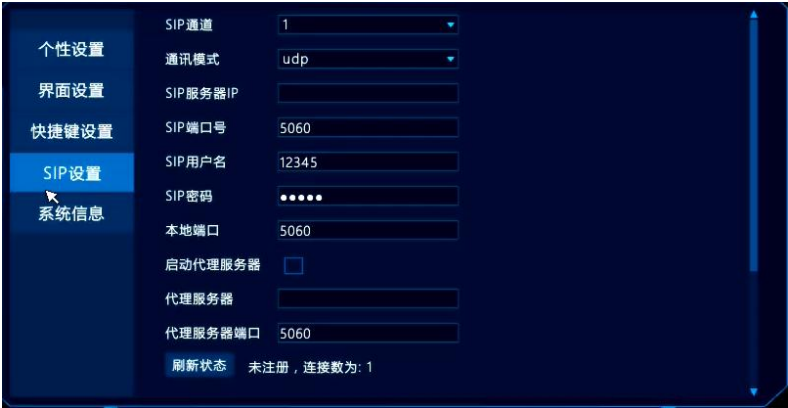 个性设置
界面设置
快捷键设置
SIP设置
系统信息
SIP通道 1
通讯模式 udp
SIP服务器IP
SIP端口号 5060
SIP用户名 12345
SIP密码 ●●●●●
本地端口 5060
启动代理服务器
代理服务器
代理服务器端口 5060
刷新状态 未注册，连接数为: 1